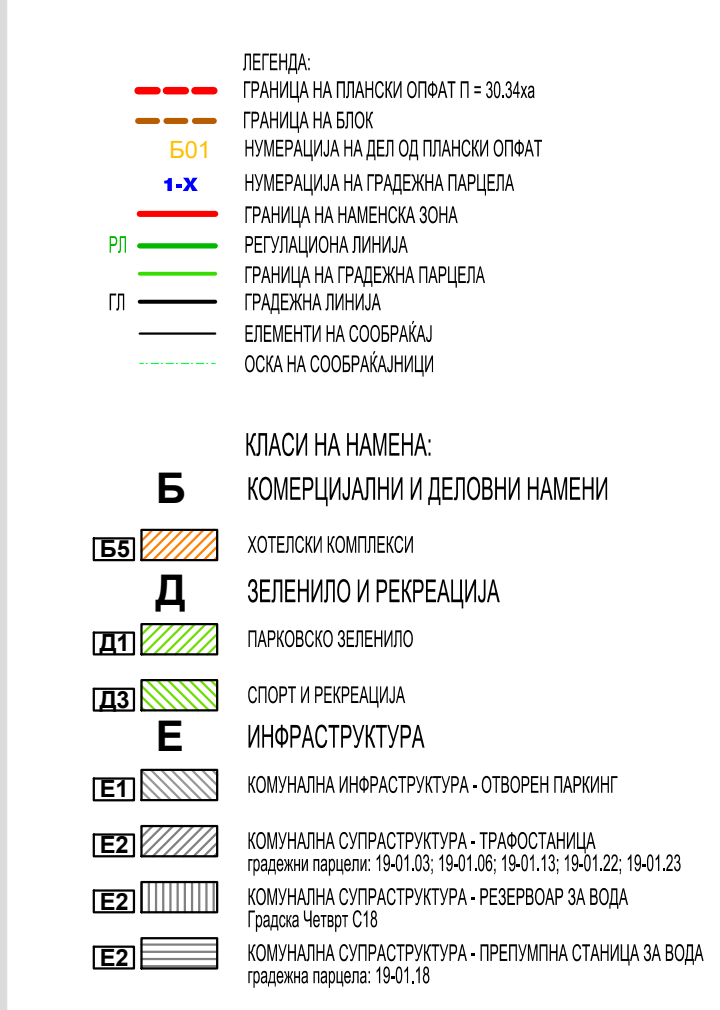 ЛЕГЕНДА:
ГРАНИЦА НА ПЛАНСКИ ОПФАТ П = 30.34ха
ГРАНИЦА НА БЛОК
Б01 НУМЕРАЦИЈА НА ДЕЛ ОД ПЛАНСКИ ОПФАТ
1-X НУМЕРАЦИЈА НА ГРАДЕЖНА ПАРЦЕЛА
ГРАНИЦА НА НАМЕНСКА ЗОНА
РЛ РЕГУЛАЦИОНА ЛИНИЈА
ГРАНИЦА НА ГРАДЕЖНА ПАРЦЕЛА
ГЛ ГРАДЕЖНА ЛИНИЈА
ЕЛЕМЕНТИ НА СООБРАЌАЈ
ОСКА НА СООБРАЌАЈНИЦИ
КЛАСИ НА НАМЕНА:
Б КОМЕРЦИЈАЛНИ И ДЕЛОВНИ НАМЕНИ
Б5 ХОТЕЛСКИ КОМПЛЕКСИ
Д ЗЕЛЕНИЛО И РЕКРЕАЦИЈА
Д1 ПАРКОВСКО ЗЕЛЕНИЛО
Д3 СПОРТ И РЕКРЕАЦИЈА
Е ИНФРАСТРУКТУРА
Е1 КОМУНАЛНА ИНФРАСТРУКТУРА - ОТВОРЕН ПАРКИНГ
Е2 КОМУНАЛНА СУПРАСТРУКТУРА - ТРАФОСТАНИЦА
градежни парцели: 19-01.03; 19-01.06; 19-01.13; 19-01.22; 19-01.23
Е2 КОМУНАЛНА СУПРАСТРУКТУРА - РЕЗЕРВОАР ЗА ВОДА
Градска Четврт С18
Е2 КОМУНАЛНА СУПРАСТРУКТУРА - ПРЕПУМПНА СТАНИЦА ЗА ВОДА
градежна парцела: 19-01.18